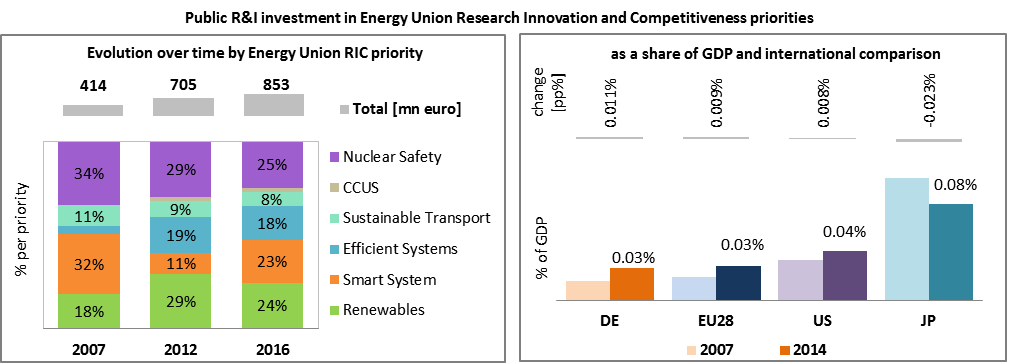 Public R&I investment in Energy Union Research Innovation and Competitiveness priorities
Evolution over time by Energy Union RIC priority
414 705 853
Total [mn euro]
% per priority
34% 29% 25%
11% 9% 8%
19% 18%
32% 11% 23%
18% 29% 24%
Nuclear Safety
CCUS
Sustainable Transport
Efficient Systems
Smart System
Renewables
2007 2012 2016
as a share of GDP and international comparison
change
[pp%]
0.011% 0.009% 0.008% -0.023%
% of GDP
0.03% 0.03% 0.04% 0.08%
DE EU28 US JP
2007 2014